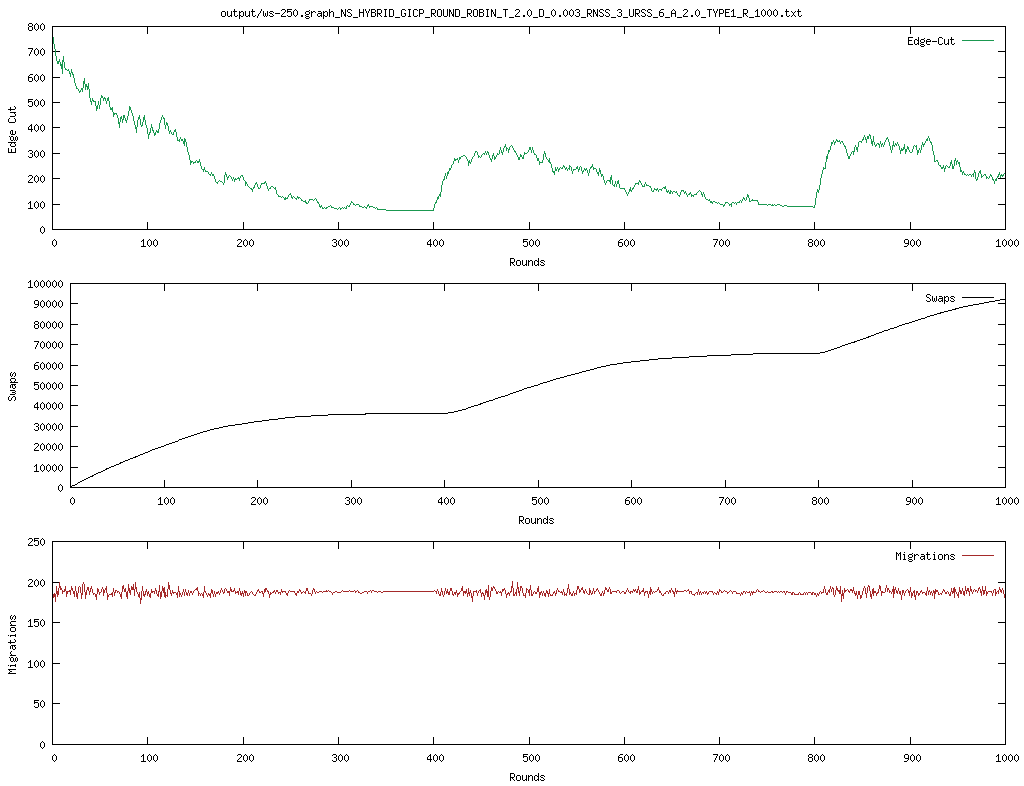 output/ws-250.graph_NS_HYBRID_GICP_ROUND_ROBIN_T_2.0_D_0.003_RNSS_3_URSS_6_A_2.0_TYPE1_R_1000.txt
800
700
600
500
400
300
200
100
0
Edge Cut
Edge-Cut
0 100 200 300 400 500 600 700 800 900 1000
Rounds
100000
90000
80000
70000
60000
50000
40000
30000
20000
10000
0
Swaps
Swaps
0 100 200 300 400 500 600 700 800 900 1000
Rounds
250
200
150
100
50
0
Migrations
Migrations
0 100 200 300 400 500 600 700 800 900 1000
Rounds